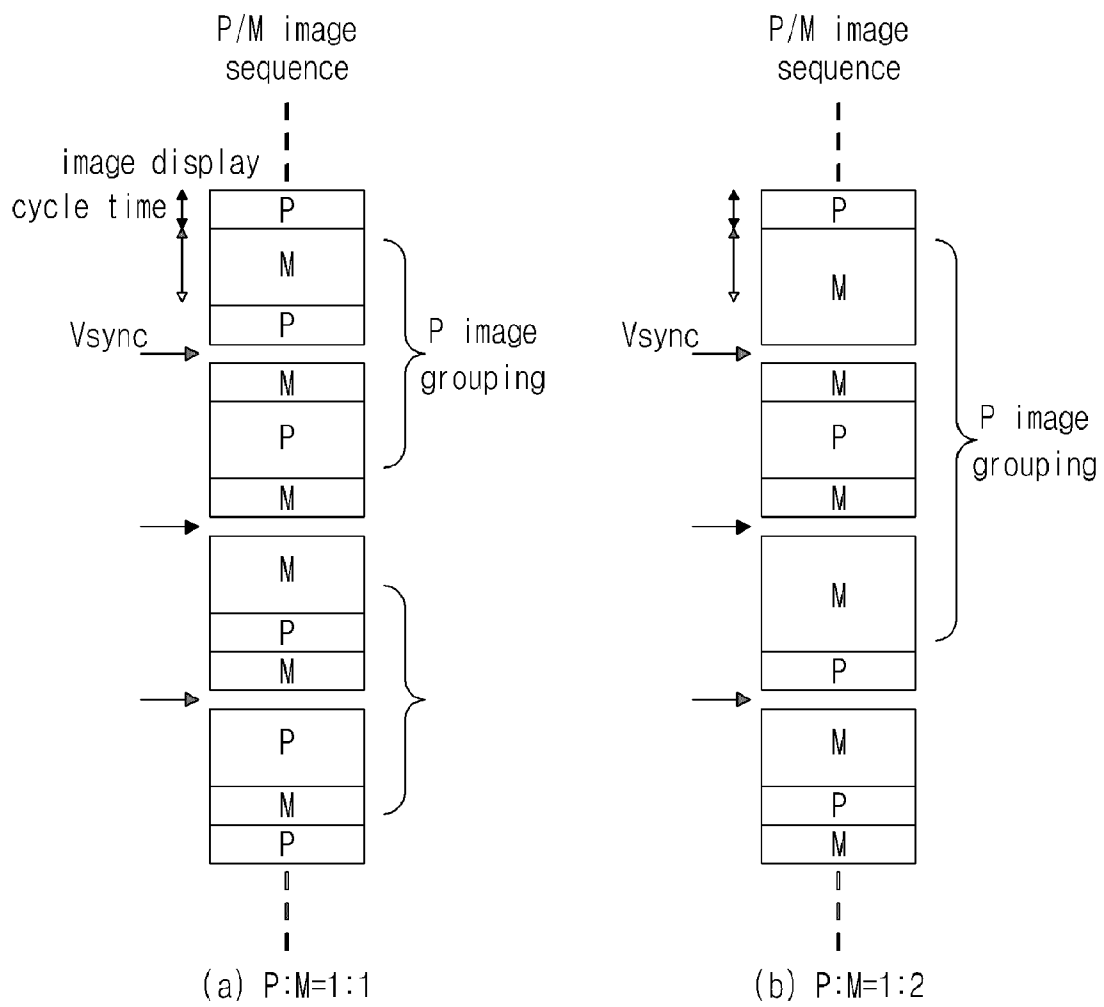 P/M image
sequence
image display
cycle time
P
M
P
Vsync
M
P
M
P image
grouping
M
P
M
P
M
P
(a) P:M=1:1
P/M image
sequence
P
M
Vsync
M
P
M
P image
grouping
M
P
M
P
M
(b) P:M=1:2